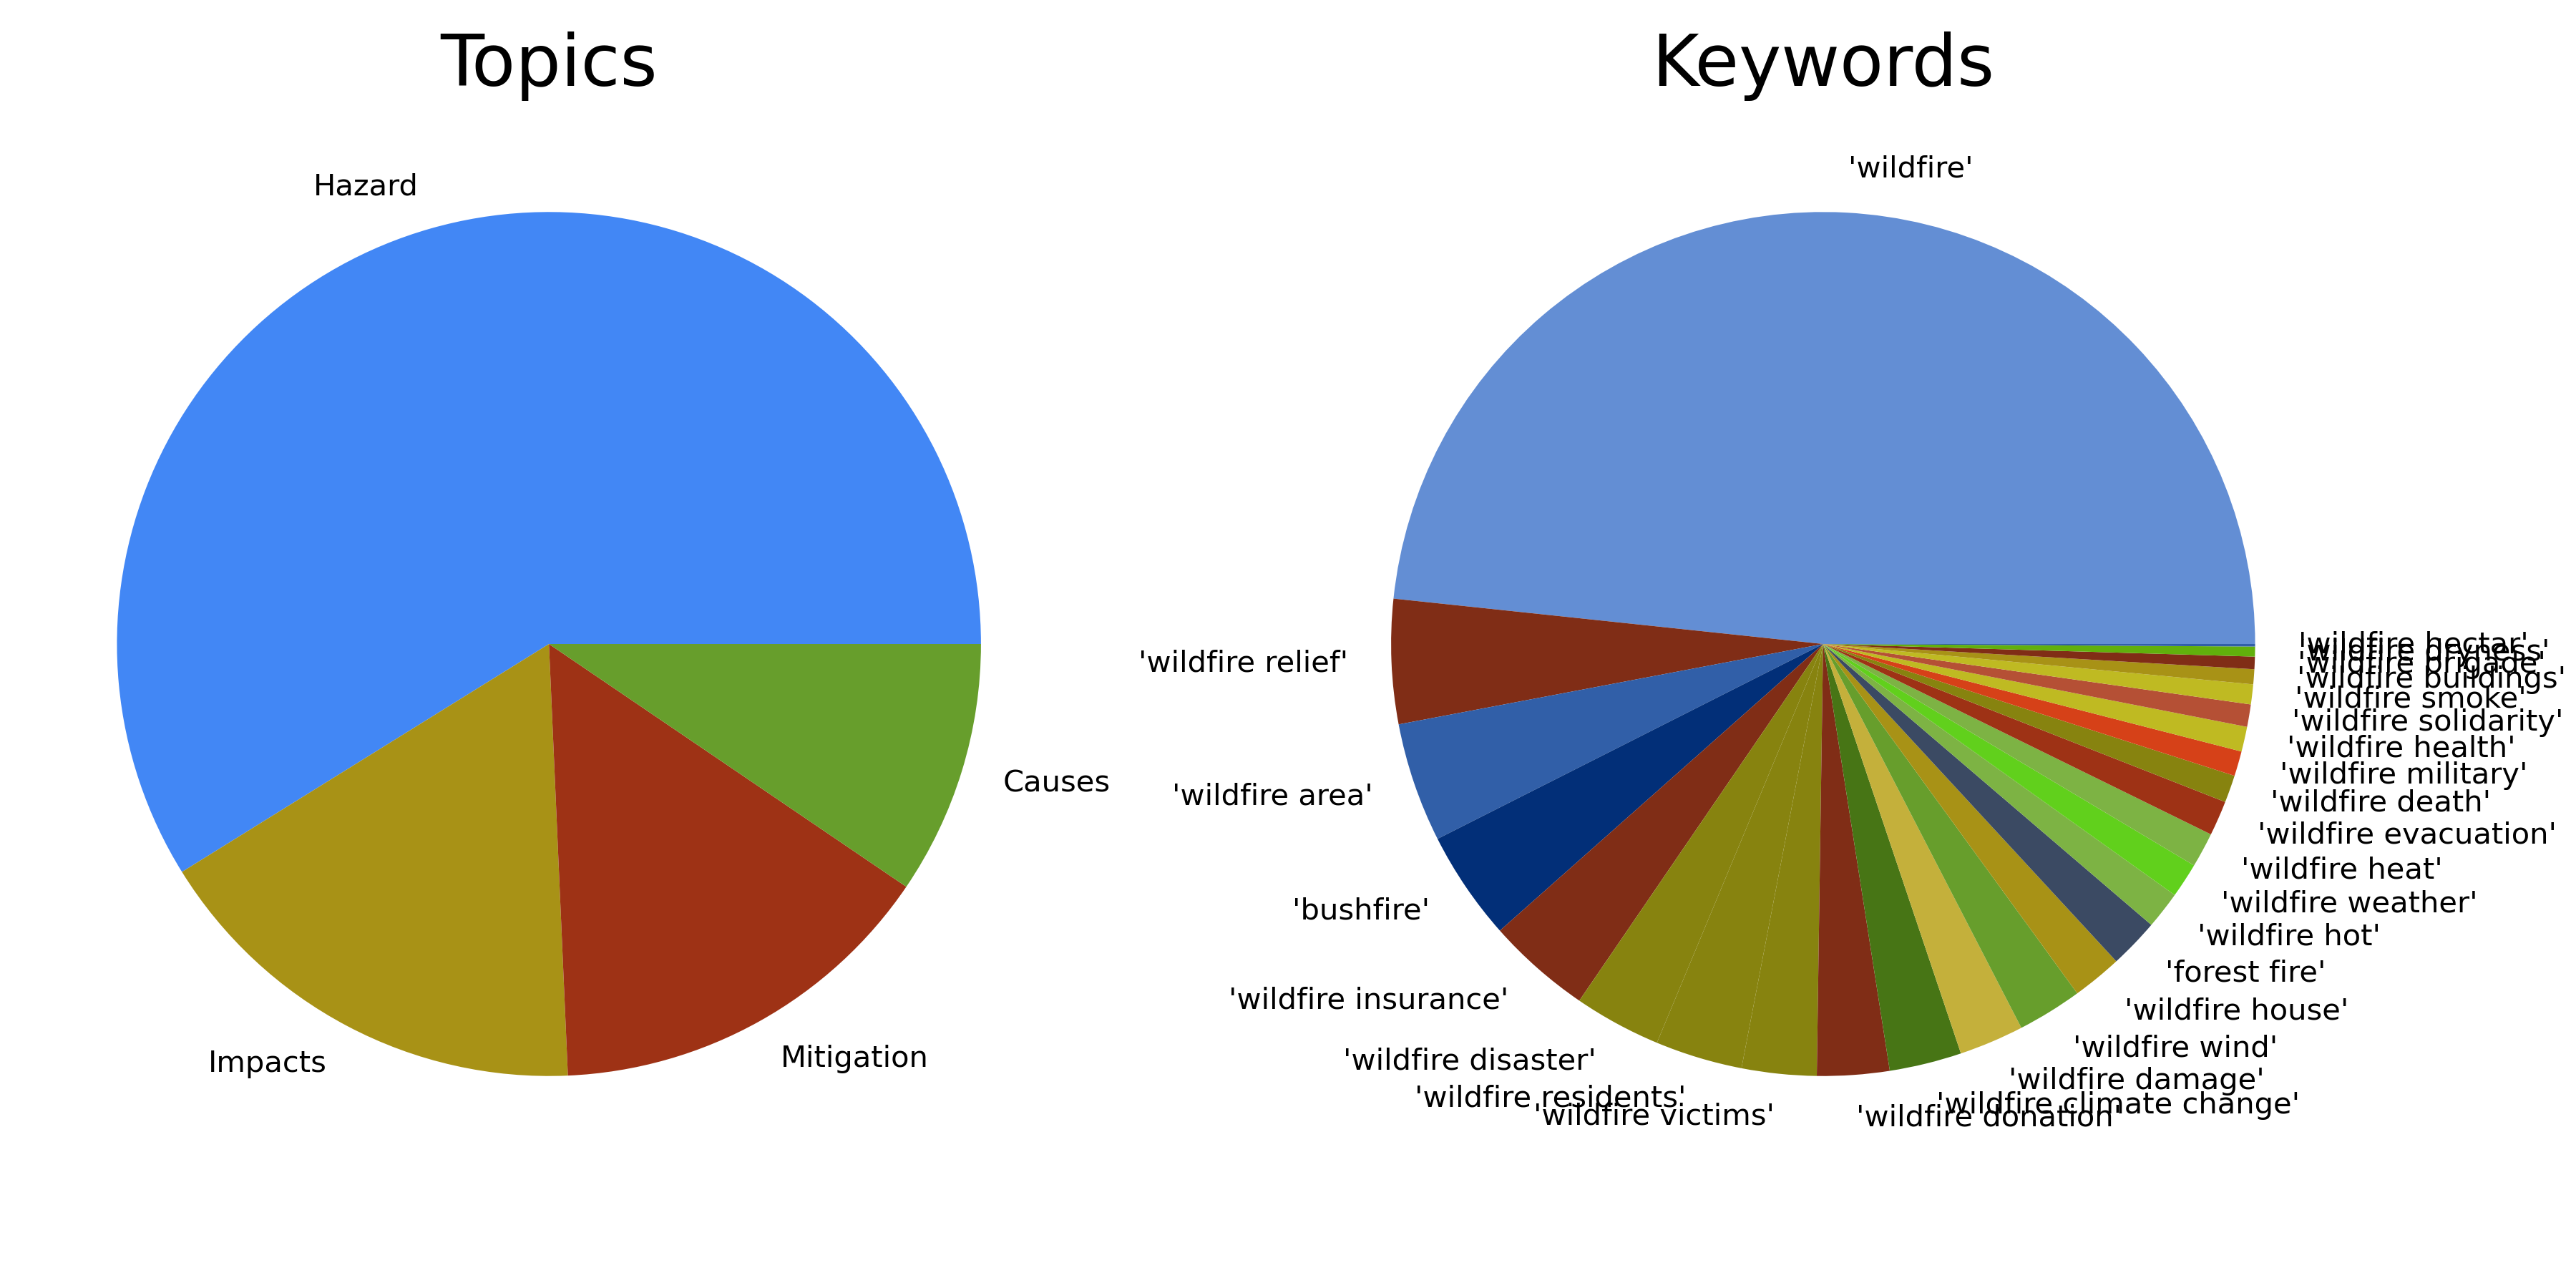 Topics
Hazard
Causes
Mitigation
Impacts
Keywords
'wildfire'
'wildfire relief'
'wildfire area'
'bushfire'
'wildfire insurance'
'wildfire disaster'
'wildfire residents'
'wildfire victims'
'wildfire donation'
'wildfire climate change'
'wildfire damage'
'wildfire wind'
'wildfire house'
'forest fire'
'wildfire hot'
'wildfire weather'
'wildfire heat'
'wildfire evacuation'
'wildfire death'
'wildfire military'
'wildfire health'
'wildfire solidarity'
'wildfire smoke'
'wildfire buildings'
'wildfire brigade'
'wildfire dryness'
'wildfire hectar'